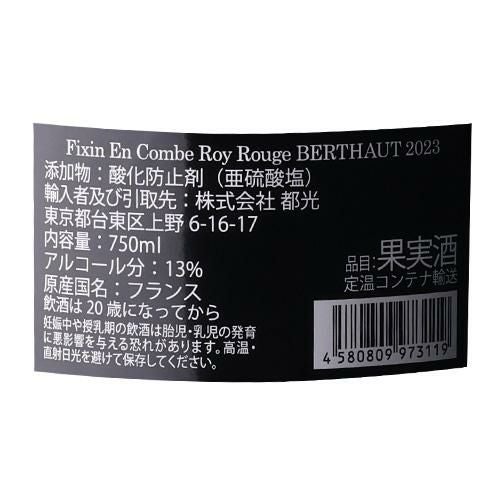 Fixin En Combe Roy Rouge BERTHAUT 2023
添加物：酸化防止剤（亜硫酸塩）
輸入者及び引取先：株式会社 都光
東京都台東区上野 6-16-17
内容量：750ml
アルコール分：13%
原産国名：フランス
飲酒は 20 歳になってから
妊娠中や授乳期の飲酒は胎児・乳児の発育
に悪影響を与える恐れがあります。高温・
直射日光を避けて保存してください。
品目：果実酒
定温コンテナ輸送
4 580809 973119